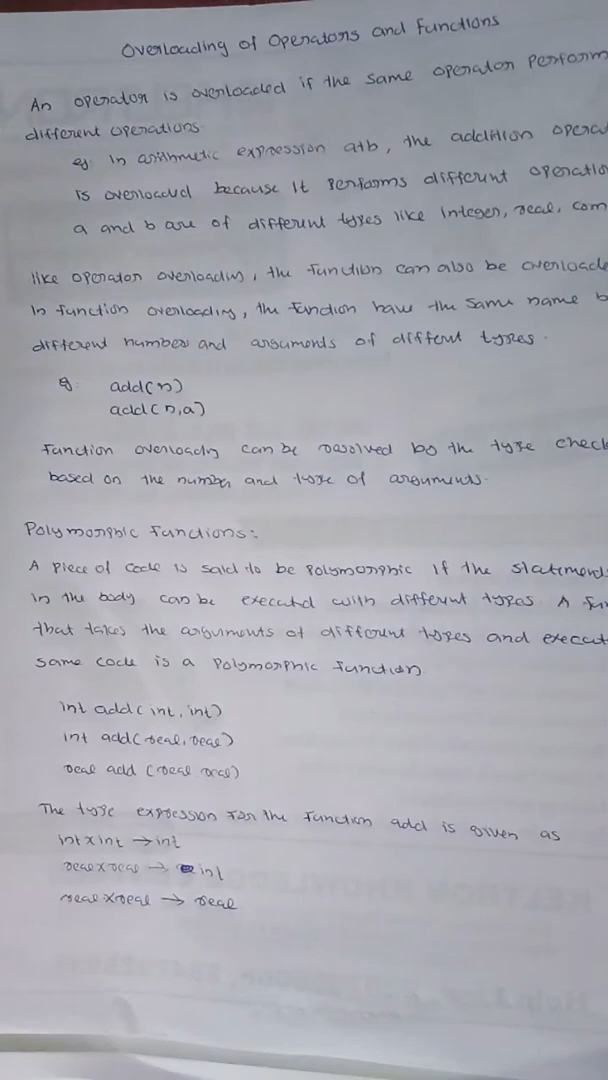 Overloading of Operators and Functions
An operator is overloaded if the same operator perform
different operations.
eg: In arithmetic expression a+b, the addition opera
is overloaded because it performs different operatio
a and b are of different types like integer, real, com
like operator overloading, the function can also be overloade
In function overloading, the function have the same name b
different number and arguments of different types.
eg: add(n)
add(n,a)
Function overloading can be resolved by the type check
based on the number and type of arguments.
Polymorphic functions:
A piece of code is said to be polymorphic if the statement
in the body can be executed with different types. A fun
that takes the arguments of different types and execut
same code is a Polymorphic function.
int add(int, int)
int add(real, real)
real add (real real)
The type expression for the function add is given as
int x int → int
real x real → int
real x real → real